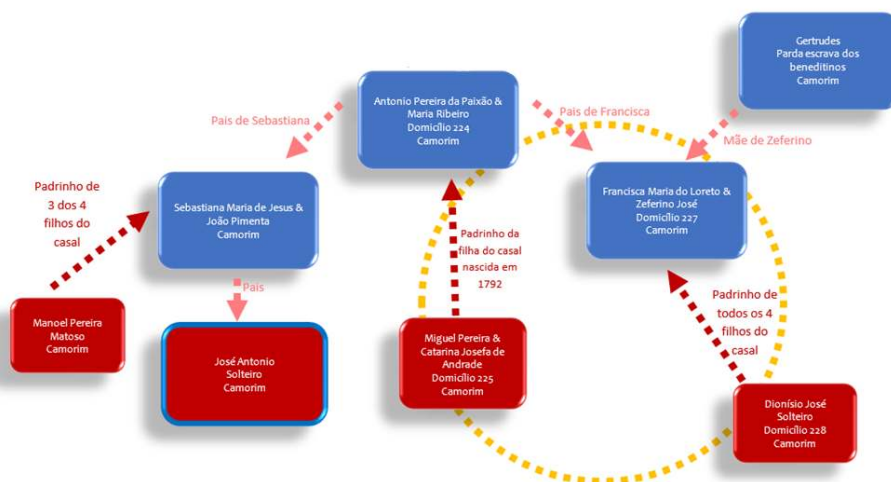 Gertrudes
Parda escrava dos
beneditinos
Camorim
Antonio Pereira da Paixão &
Maria Ribeiro
Domicílio 224
Camorim
Pais de Sebastiana
Pais de Francisca
Mãe de Zeferino
Padrinho de
3 dos 4
filhos do
casal
Sebastiana Maria de Jesus &
João Pimenta
Camorim
Francisca Maria do Loreto &
Zeferino José
Domicílio 227
Camorim
Padrinho da
filha do casal
nascida em
1792
Pais
Padrinho de
todos os 4
filhos do
casal
Manoel Pereira
Matoso
Camorim
José Antonio
Solteiro
Camorim
Miguel Pereira &
Catarina Josefa de
Andrade
Domicílio 225
Camorim
Dionísio José
Solteiro
Domicílio 228
Camorim